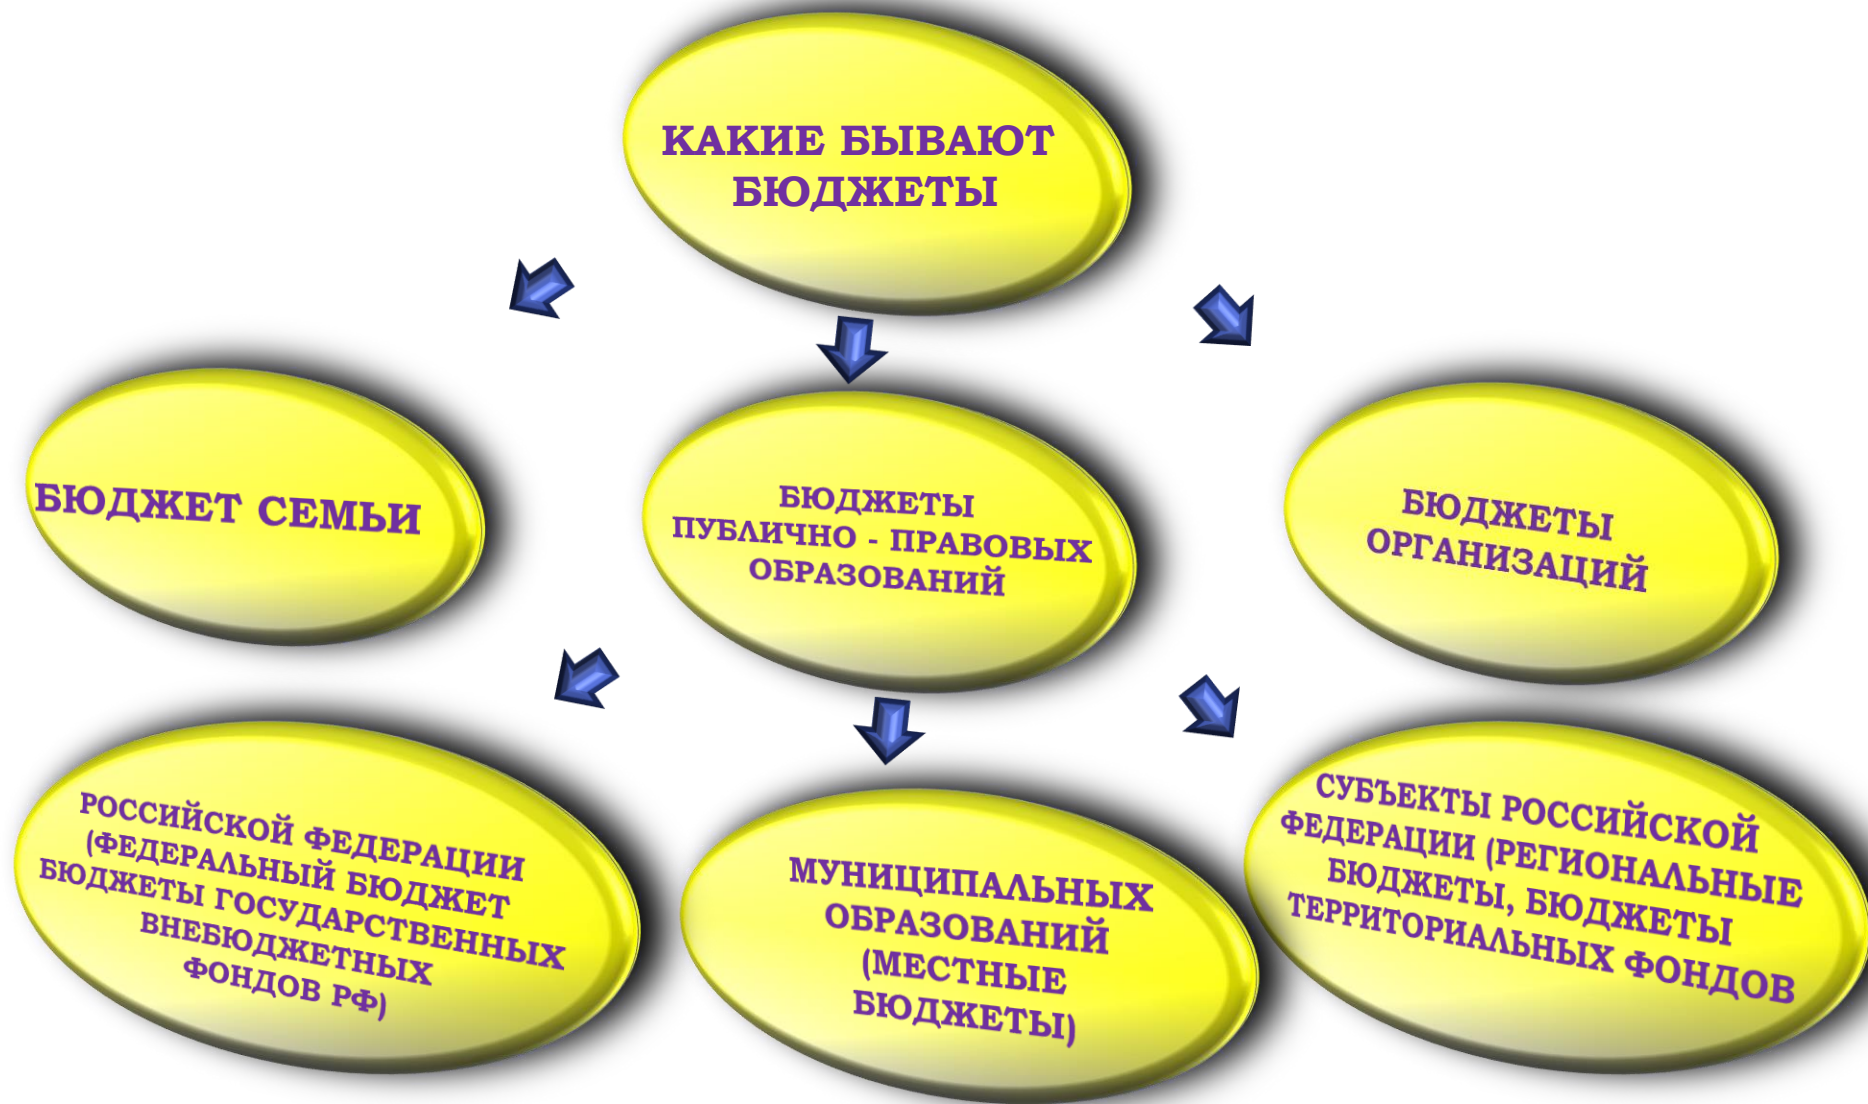 КАКИЕ БЫВАЮТ
БЮДЖЕТЫ
БЮДЖЕТ СЕМЬИ
БЮДЖЕТЫ
ПУБЛИЧНО - ПРАВОВЫХ
ОБРАЗОВАНИЙ
БЮДЖЕТЫ
ОРГАНИЗАЦИЙ
РОССИЙСКОЙ ФЕДЕРАЦИИ
(ФЕДЕРАЛЬНЫЙ БЮДЖЕТ
БЮДЖЕТЫ ГОСУДАРСТВЕННЫХ
ВНЕБЮДЖЕТНЫХ
ФОНДОВ РФ)
МУНИЦИПАЛЬНЫХ
ОБРАЗОВАНИЙ
(МЕСТНЫЕ
БЮДЖЕТЫ)
СУБЪЕКТЫ РОССИЙСКОЙ
ФЕДЕРАЦИИ (РЕГИОНАЛЬНЫЕ
БЮДЖЕТЫ, БЮДЖЕТЫ
ТЕРРИТОРИАЛЬНЫХ ФОНДОВ